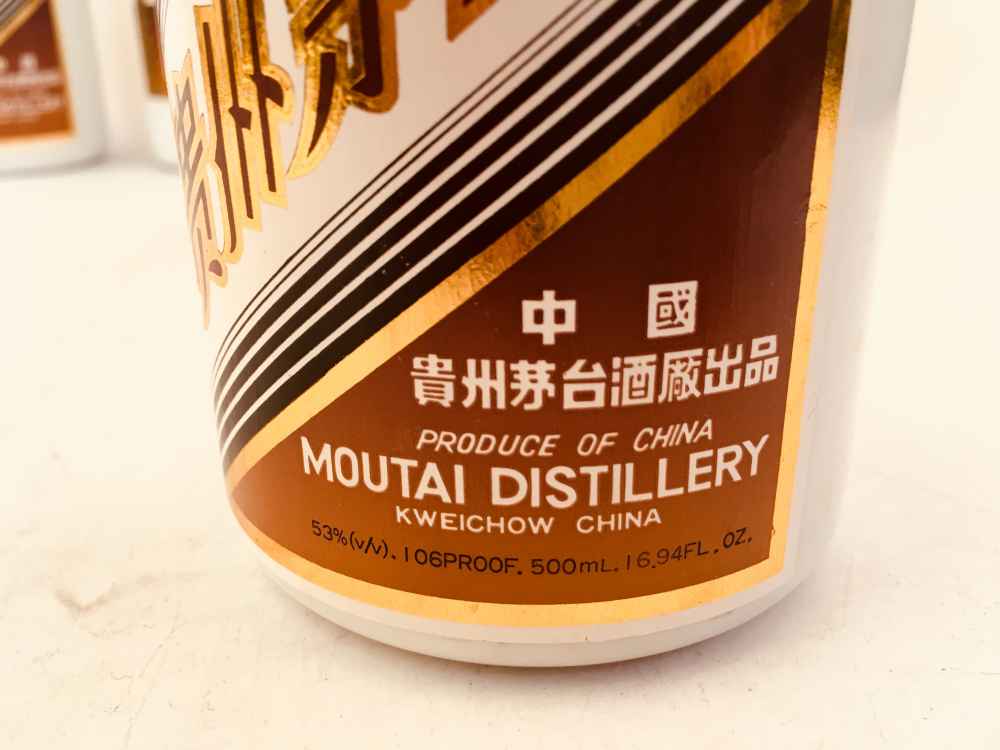 中國
貴州茅台酒廠出品
PRODUCE OF CHINA
MOUTAI DISTILLERY
KWEICHOW CHINA
53%(v/v). 106PROOF. 500mL. 16.94FL. OZ.